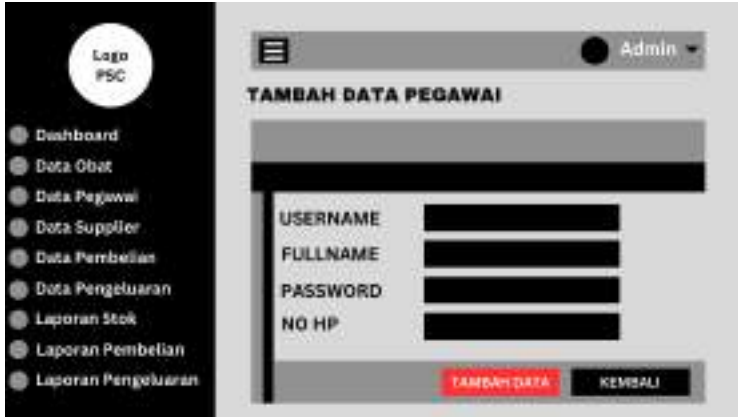 Logo
PSC
Dashboard
Data Obat
Data Pegawai
Data Supplier
Data Pembelian
Data Pengeluaran
Laporan Stok
Laporan Pembelian
Laporan Pengeluaran
Admin
TAMBAH DATA PEGAWAI
USERNAME
FULLNAME
PASSWORD
NO HP
TAMBAH DATA
KEMBALI